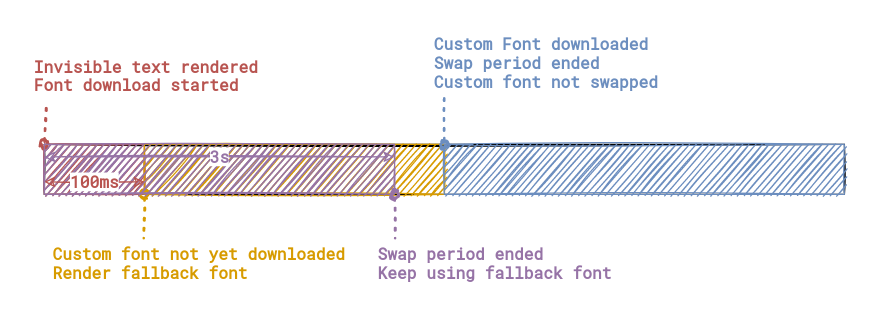 Custom Font downloaded
Swap period ended
Custom font not swapped
Invisible text rendered
Font download started
3s
100ms
Custom font not yet downloaded
Render fallback font
Swap period ended
Keep using fallback font